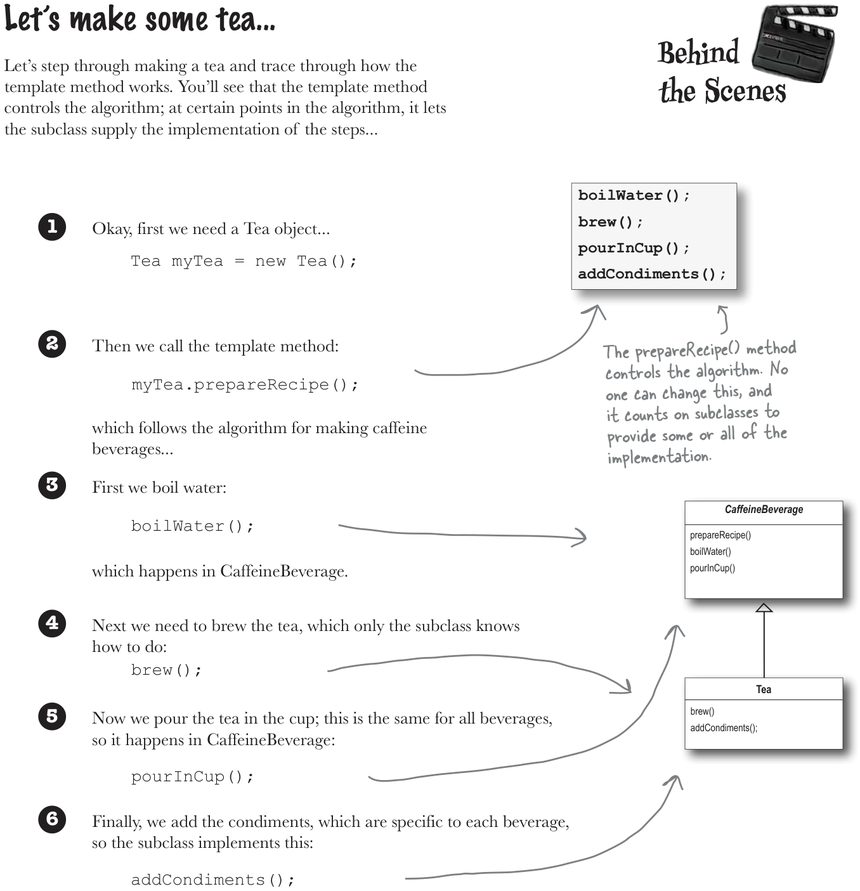 Let's make some tea...
Let's step through making a tea and trace through how the
template method works. You'll see that the template method
controls the algorithm; at certain points in the algorithm, it lets
the subclass supply the implementation of the steps...
Behind
the Scenes
1
Okay, first we need a Tea object...
Tea myTea = new Tea();
boilWater();
brew();
pourInCup();
addCondiments();
2
Then we call the template method:
myTea.prepareRecipe();
which follows the algorithm for making caffeine
beverages...
The prepareRecipe() method
controls the algorithm. No
one can change this, and
it counts on subclasses to
provide some or all of the
implementation.
3
First we boil water:
boilWater();
which happens in CaffeineBeverage.
CaffeineBeverage
prepareRecipe()
boilWater()
pourInCup()
4
Next we need to brew the tea, which only the subclass knows
how to do:
brew();
Tea
brew()
addCondiments();
5
Now we pour the tea in the cup; this is the same for all beverages,
so it happens in CaffeineBeverage:
pourInCup();
6
Finally, we add the condiments, which are specific to each beverage,
so the subclass implements this:
addCondiments();